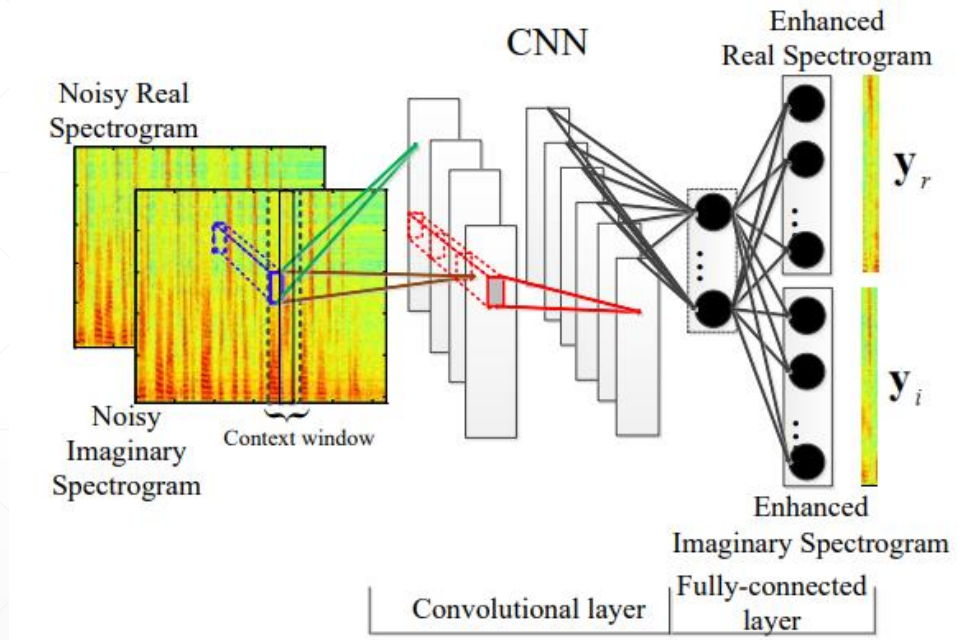 CNN
Enhanced
Real Spectrogram
Noisy Real
Spectrogram
y r
Noisy
Imaginary
Spectrogram
Context window
y i
Enhanced
Imaginary Spectrogram
Convolutional layer
Fully-connected
layer